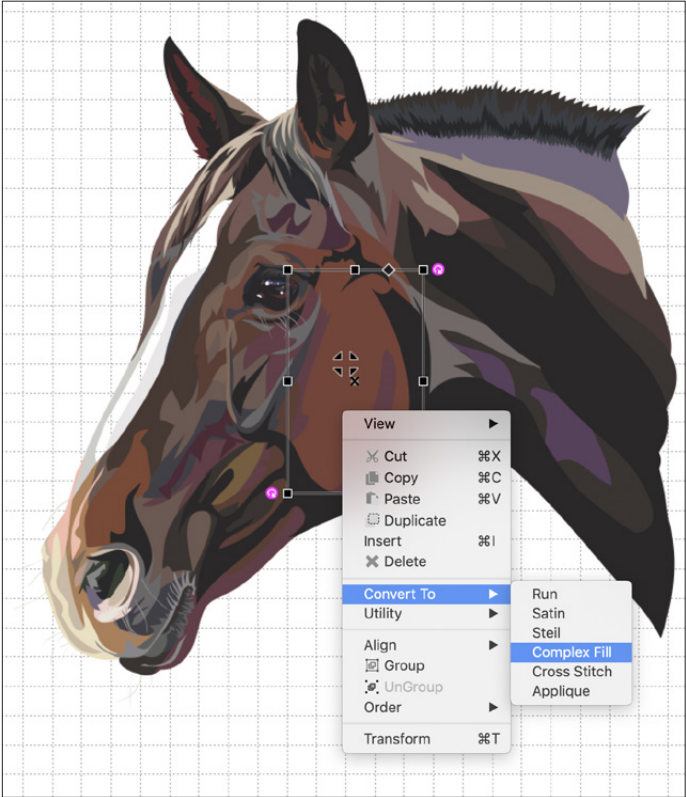 View
Cut ⌘X
Copy ⌘C
Paste ⌘V
Duplicate
Insert ⌘I
Delete
Convert To
Utility
Align
Group
UnGroup
Order
Transform ⌘T
Run
Satin
Steil
Complex Fill
Cross Stitch
Applique